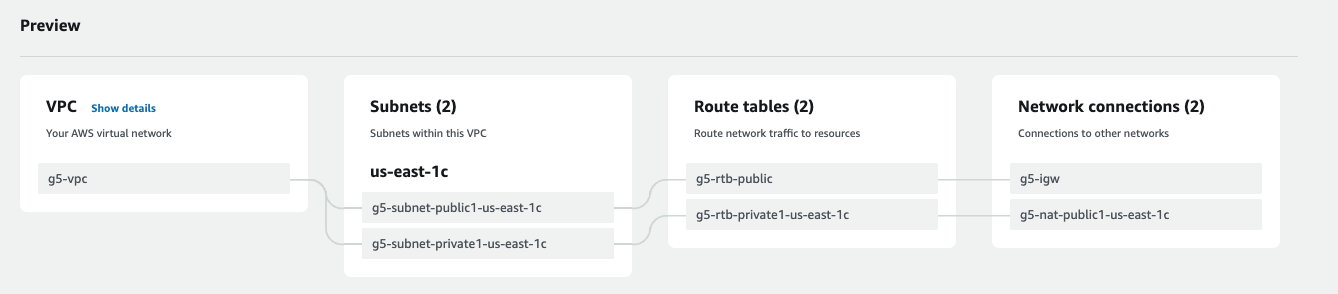 Preview
VPC Show details
Your AWS virtual network
g5-vpc
Subnets (2)
Subnets within this VPC
us-east-1c
g5-subnet-public1-us-east-1c
g5-subnet-private1-us-east-1c
Route tables (2)
Route network traffic to resources
g5-rtb-public
g5-rtb-private1-us-east-1c
Network connections (2)
Connections to other networks
g5-igw
g5-nat-public1-us-east-1c